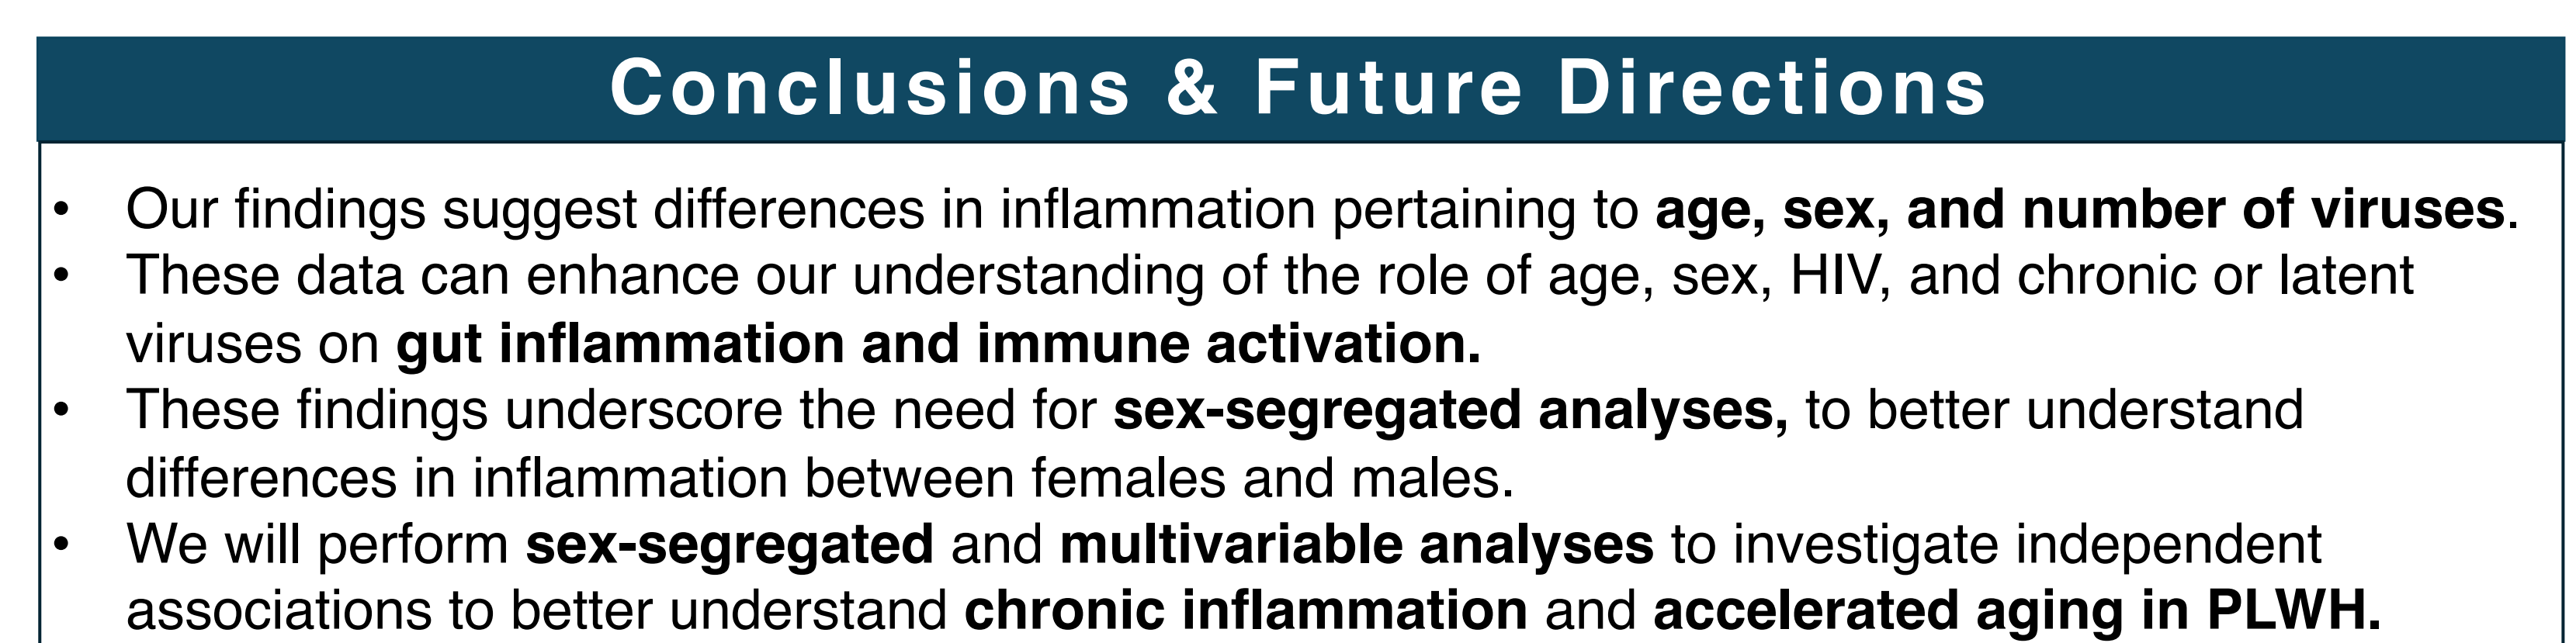 Conclusions & Future Directions
• Our findings suggest differences in inflammation pertaining to age, sex, and number of viruses.
• These data can enhance our understanding of the role of age, sex, HIV, and chronic or latent
viruses on gut inflammation and immune activation.
• These findings underscore the need for sex-segregated analyses, to better understand
differences in inflammation between females and males.
• We will perform sex-segregated and multivariable analyses to investigate independent
associations to better understand chronic inflammation and accelerated aging in PLWH.